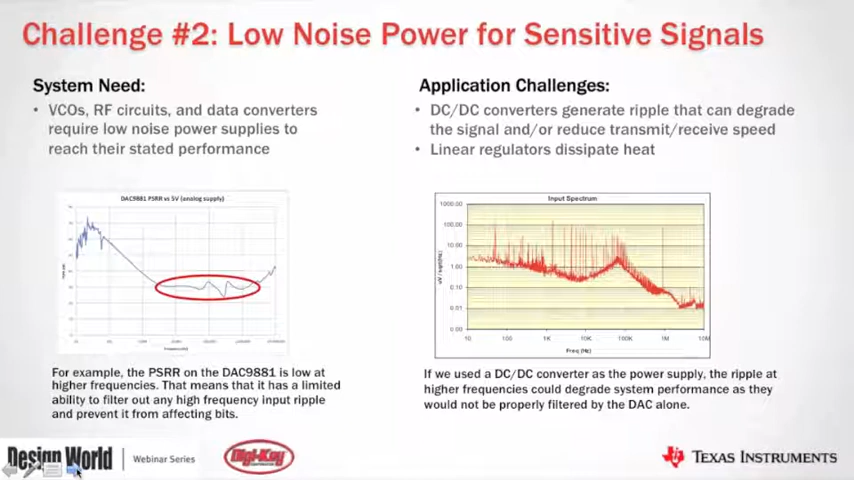 Challenge #2: Low Noise Power for Sensitive Signals
System Need:
• VCOs, RF circuits, and data converters
require low noise power supplies to
reach their stated performance
DAC9881 PSRR vs 5V (analog supply)
For example, the PSRR on the DAC9881 is low at
higher frequencies. That means that it has a limited
ability to filter out any high frequency input ripple
and prevent it from affecting bits.
Application Challenges:
• DC/DC converters generate ripple that can degrade
the signal and/or reduce transmit/receive speed
• Linear regulators dissipate heat
Input Spectrum
1000.00
100.00
10.00
1.00
0.10
0.01
0.00
10 100 1K 10K 100K 1M 10M
Freq (Hz)
If we used a DC/DC converter as the power supply, the ripple at
higher frequencies could degrade system performance as they
would not be properly filtered by the DAC alone.
Design World
Webinar Series
Digi-Key
TEXAS INSTRUMENTS